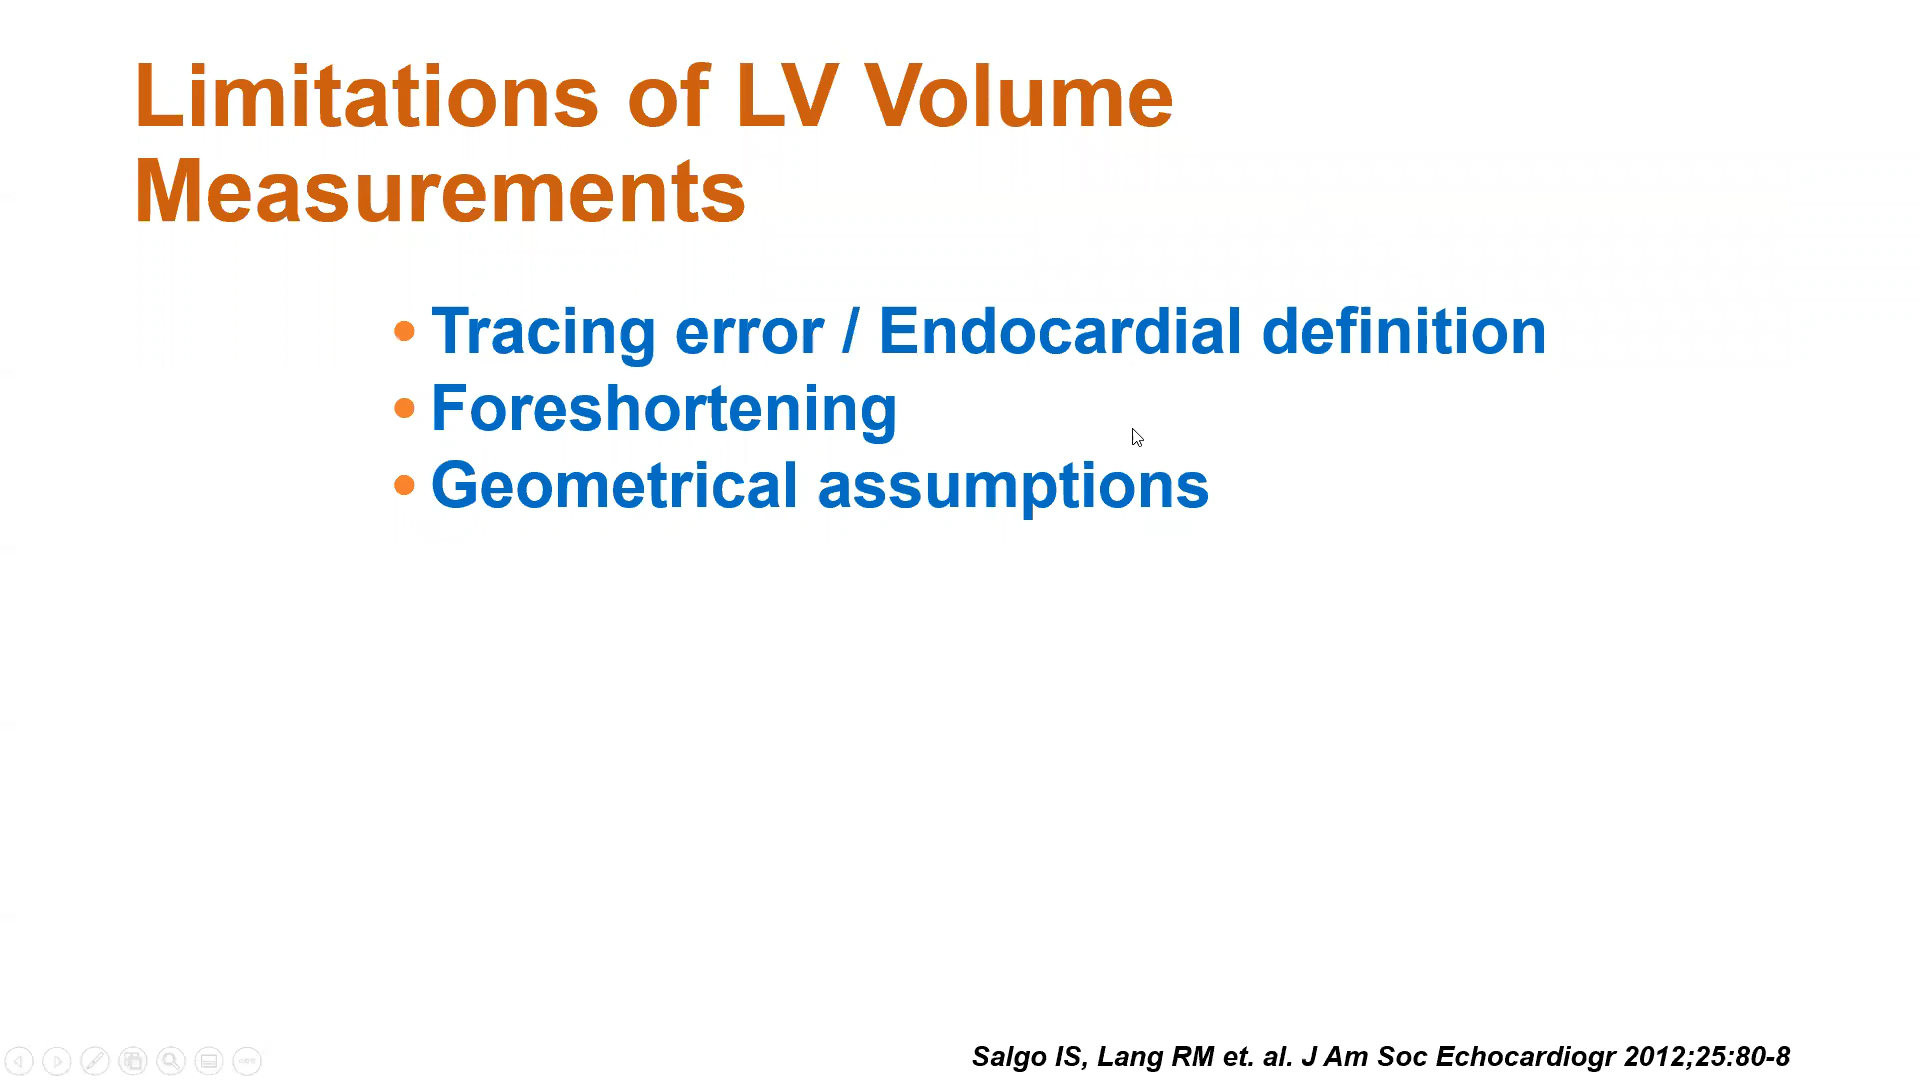 Limitations of LV Volume
Measurements
• Tracing error / Endocardial definition
• Foreshortening
• Geometrical assumptions
Salgo IS, Lang RM et. al. J Am Soc Echocardiogr 2012;25:80-8